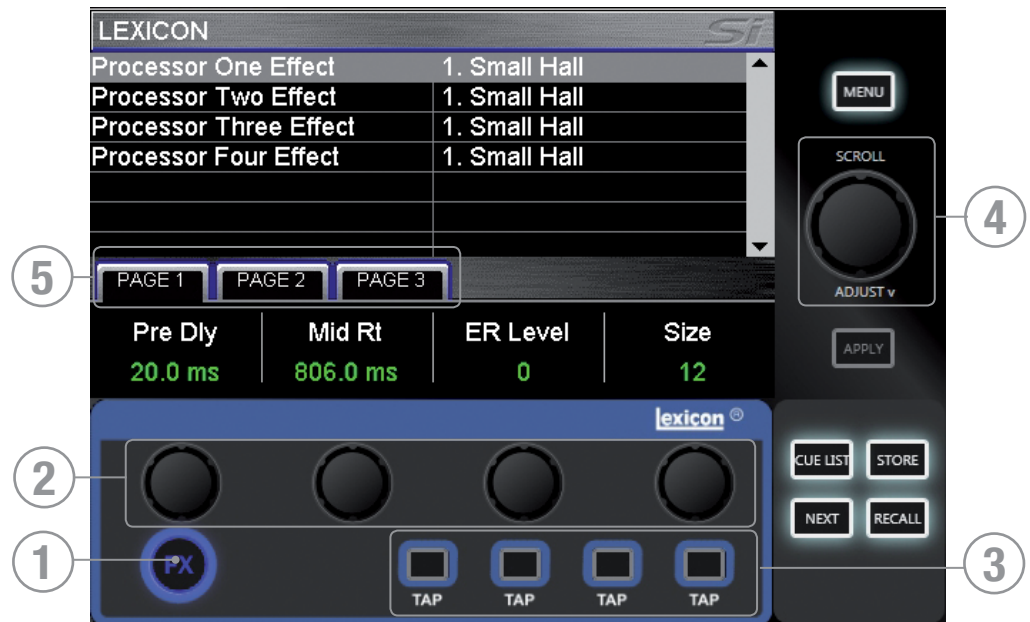 LEXICON Si
Processor One Effect 1. Small Hall
Processor Two Effect 1. Small Hall
Processor Three Effect 1. Small Hall
Processor Four Effect 1. Small Hall
PAGE 1 PAGE 2 PAGE 3
Pre Dly Mid Rt ER Level Size
20.0 ms 806.0 ms 0 12
MENU
SCROLL
ADJUST v
APPLY
4
5
lexicon ®
2
1
FX
TAP TAP TAP TAP
3
CUE LIST STORE
NEXT RECALL